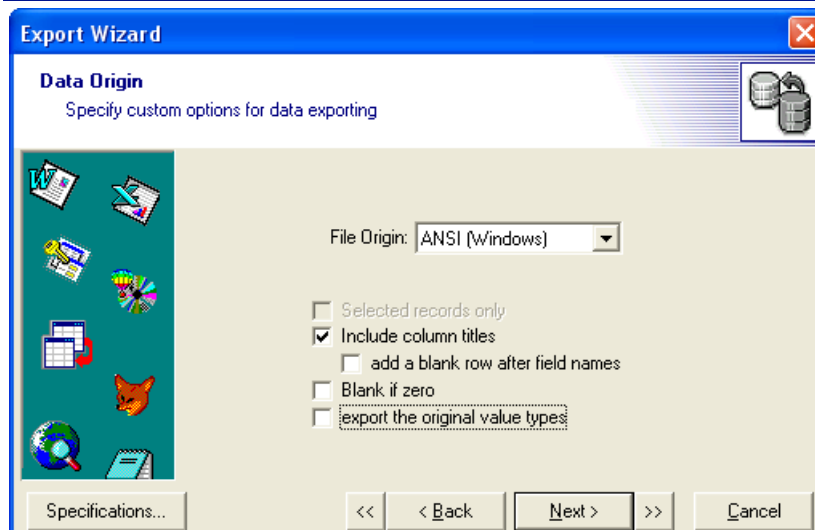 Export Wizard
Data Origin
Specify custom options for data exporting
W
X
File Origin: ANSI (Windows)
Selected records only
Include column titles
add a blank row after field names
Blank if zero
export the original value types
Specifications... << < Back Next > >> Cancel